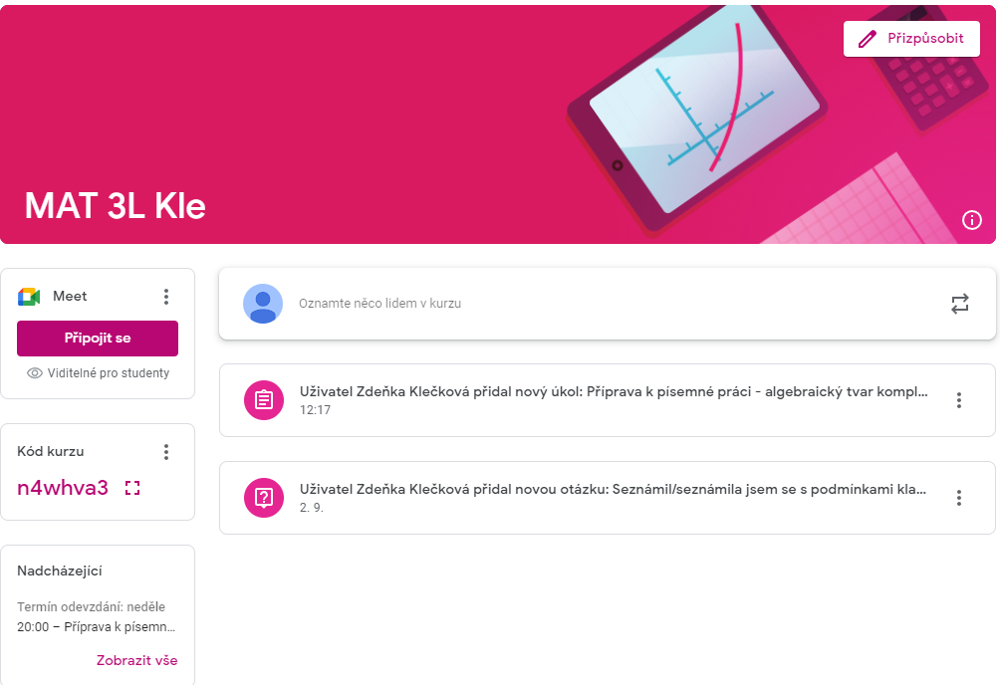 Přizpůsobit
MAT 3L Kle
Meet
Připojit se
Viditelné pro studenty
Kód kurzu
n4whva3
Nadcházející
Termín odevzdání: neděle
20:00 – Příprava k písemn...
Zobrazit vše
Oznamte něco lidem v kurzu
Uživatel Zdeňka Klečková přidal nový úkol: Příprava k písemné práci - algebraický tvar kompl...
12:17
Uživatel Zdeňka Klečková přidal novou otázku: Seznámil/seznámila jsem se s podmínkami kla...
2. 9.